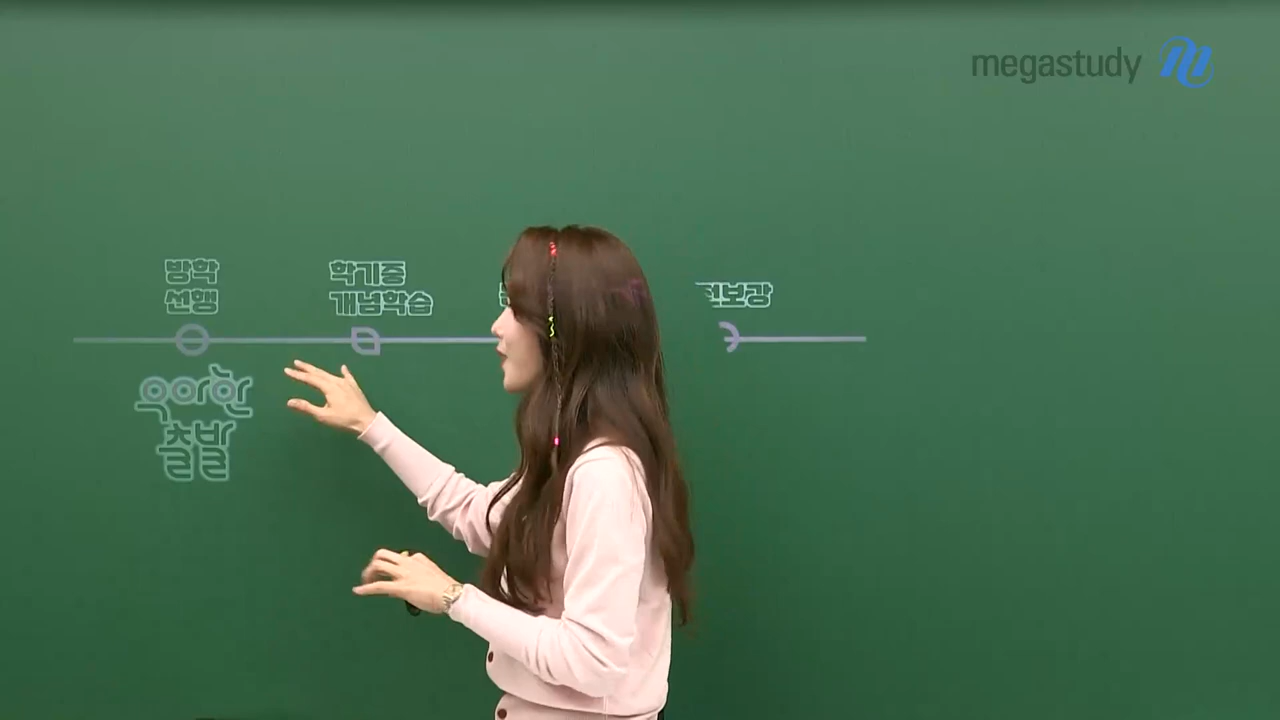 megastudy
방학
선행
학기중
개념학습
보강
우아한
출발